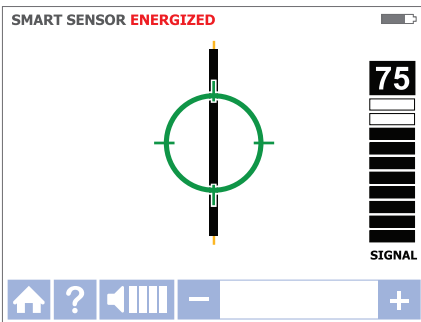 SMART SENSOR ENERGIZED
75
SIGNAL
?
− +